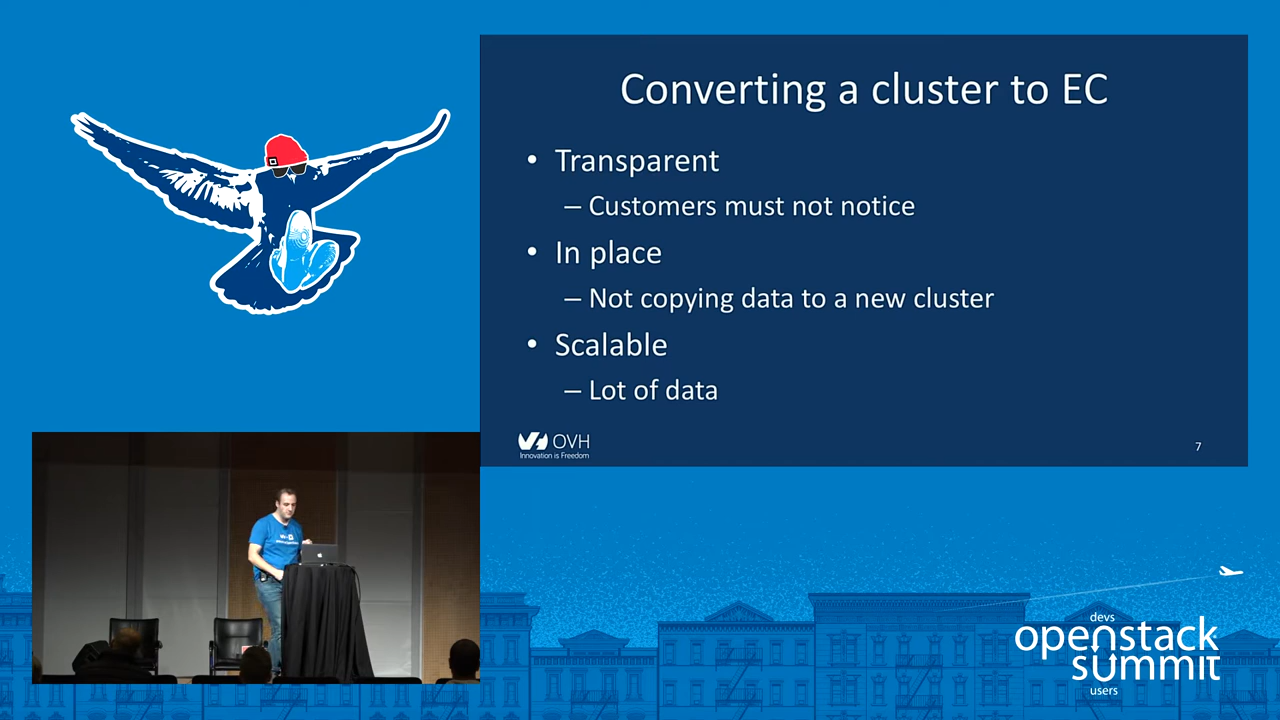 Converting a cluster to EC
• Transparent
– Customers must not notice
• In place
– Not copying data to a new cluster
• Scalable
– Lot of data
OVH
Innovation is Freedom
7
devs
openstack
summit
users